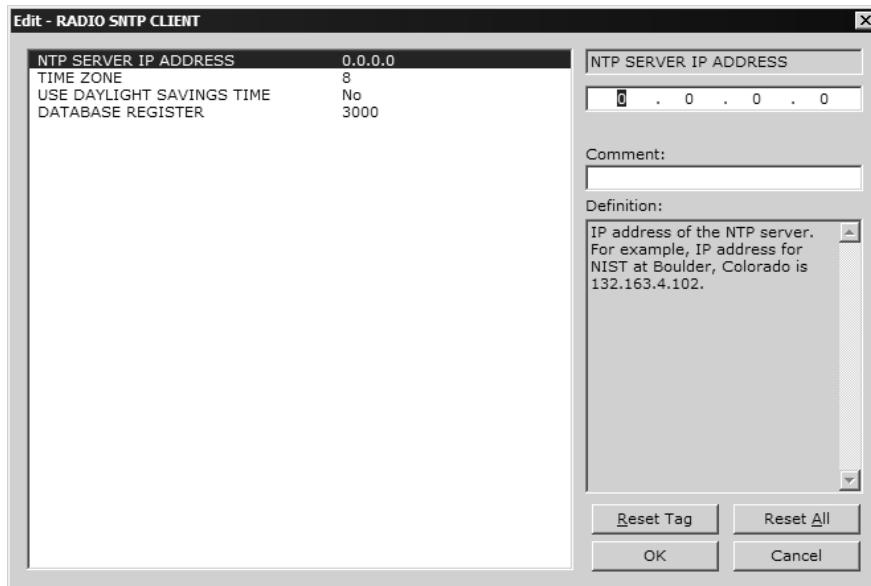 Edit - RADIO SNTP CLIENT
NTP SERVER IP ADDRESS 0.0.0.0
TIME ZONE 8
USE DAYLIGHT SAVINGS TIME No
DATABASE REGISTER 3000
NTP SERVER IP ADDRESS
0 . 0 . 0 . 0
Comment:
Definition:
IP address of the NTP server.
For example, IP address for
NIST at Boulder, Colorado is
132.163.4.102.
Reset Tag Reset All
OK Cancel